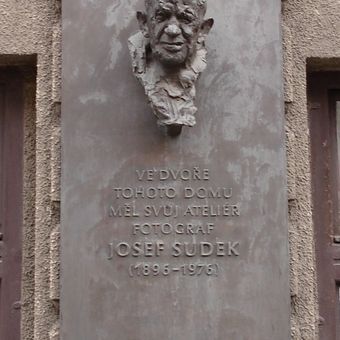 VE DVOŘE
TOHOTO DOMU
MĚL SVŮJ ATELIÉR
FOTOGRAF
JOSEF SUDEK
(1896–1976)